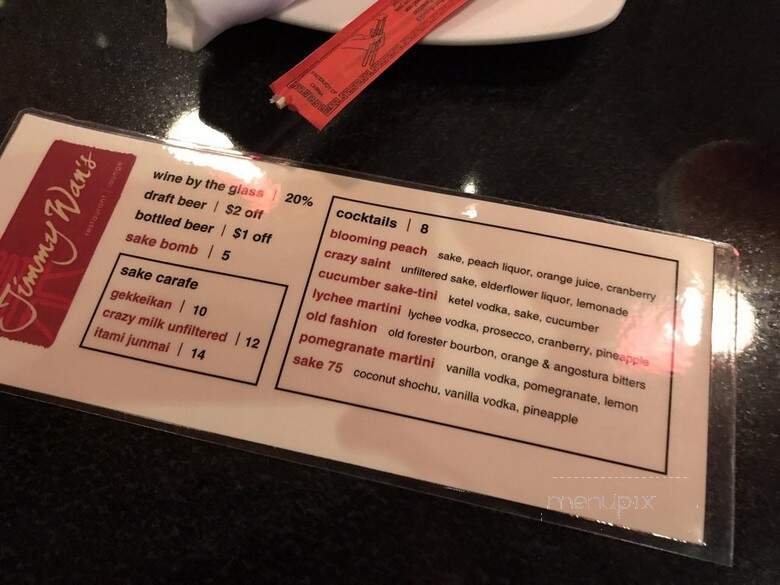 PRODUCT OF
CHINA
Jimmy Wan's
restaurant | lounge
wine by the glass | 20%
draft beer | $2 off
bottled beer | $1 off
sake bomb | 5
sake carafe
gekkeikan | 10
crazy milk unfiltered | 12
itami junmai | 14
cocktails | 8
blooming peach sake, peach liquor, orange juice, cranberry
crazy saint unfiltered sake, elderflower liquor, lemonade
cucumber sake-tini ketel vodka, sake, cucumber
lychee martini lychee vodka, prosecco, cranberry, pineapple
old fashion old forester bourbon, orange & angostura bitters
pomegranate martini vanilla vodka, pomegranate, lemon
sake 75 coconut shochu, vanilla vodka, pineapple
menupix